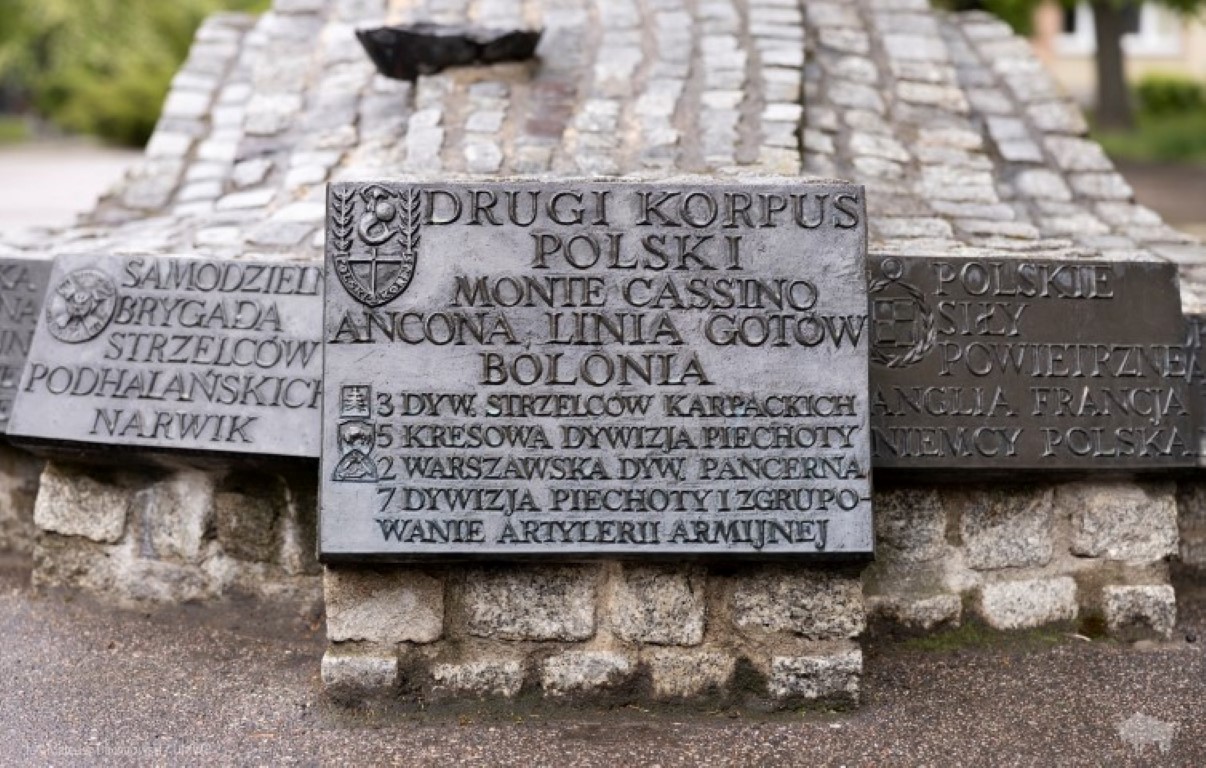 SAMODZIELN
BRYGADA
STRZELCÓW
PODHALAŃSKICH
NARWIK
DRUGI KORPUS
POLSKI
MONTE CASSINO
ANCONA, LINIA GOTÓW
BOLONIA
3 DYW. STRZELCÓW KARPACKICH
5 KRESOWA DYWIZJA PIECHOTY
2 WARSZAWSKA DYW. PANCERNA
7 DYWIZJA PIECHOTY I ZGRUPO-
WANIE ARTYLERII ARMIJNEJ
POLSKIE
SIŁY
POWIETRZNE
ANGLIA FRANCJA
NIEMCY POLSKA